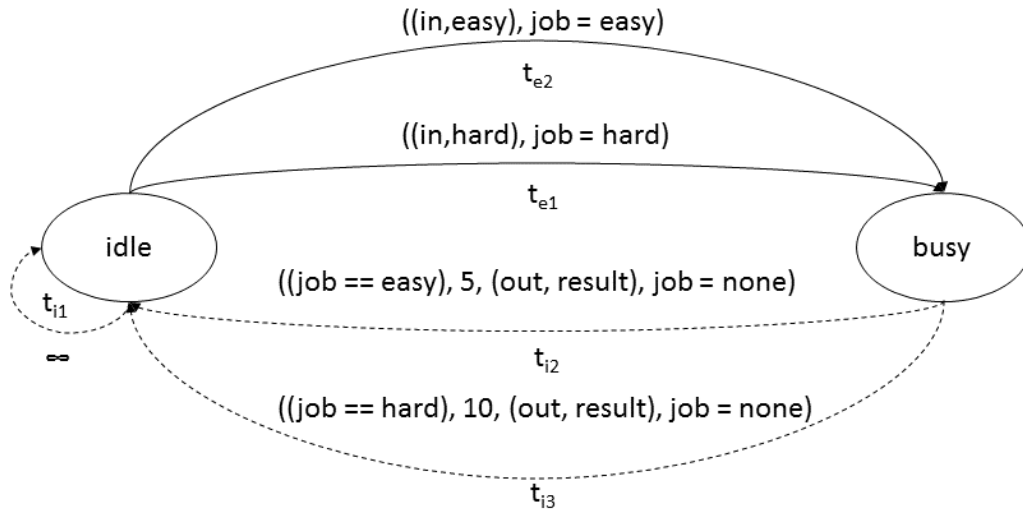 ((in,easy), job = easy)
te2
((in,hard), job = hard)
te1
idle
busy
((job == easy), 5, (out, result), job = none)
ti1
∞
ti2
((job == hard), 10, (out, result), job = none)
ti3